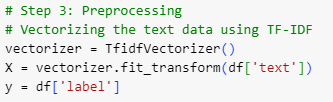 # Step 3: Preprocessing
# Vectorizing the text data using TF-IDF
vectorizer = TfidfVectorizer()
X = vectorizer.fit_transform(df['text'])
y = df['label']